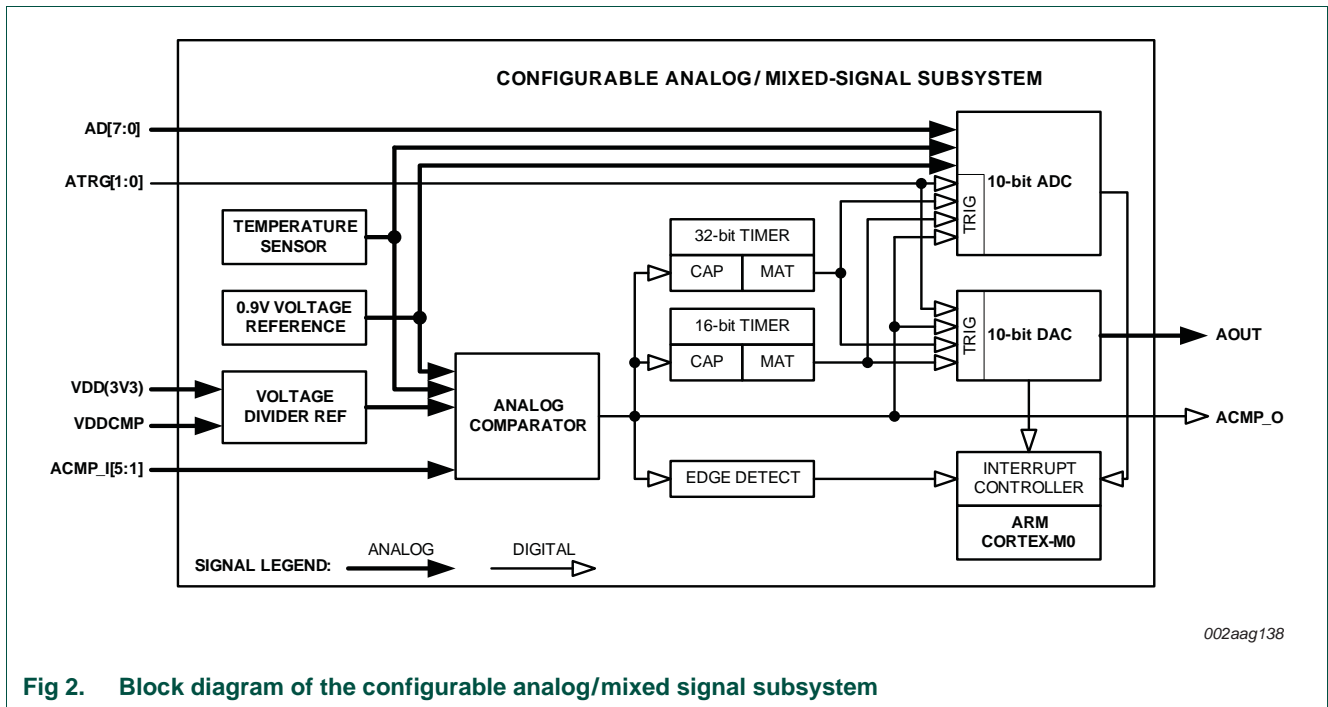 CONFIGURABLE ANALOG/MIXED-SIGNAL SUBSYSTEM
AD[7:0]
ATRG[1:0]
10-bit ADC
TRIG
TEMPERATURE
SENSOR
32-bit TIMER
CAP
MAT
0.9V VOLTAGE
REFERENCE
16-bit TIMER
CAP
MAT
TRIG
10-bit DAC
AOUT
VDD(3V3)
VDDCMP
VOLTAGE
DIVIDER REF
ANALOG
COMPARATOR
ACMP_O
ACMP_I[5:1]
EDGE DETECT
INTERRUPT
CONTROLLER
ARM
CORTEX-M0
SIGNAL LEGEND:
ANALOG
DIGITAL
002aag138
Fig 2. Block diagram of the configurable analog/mixed signal subsystem